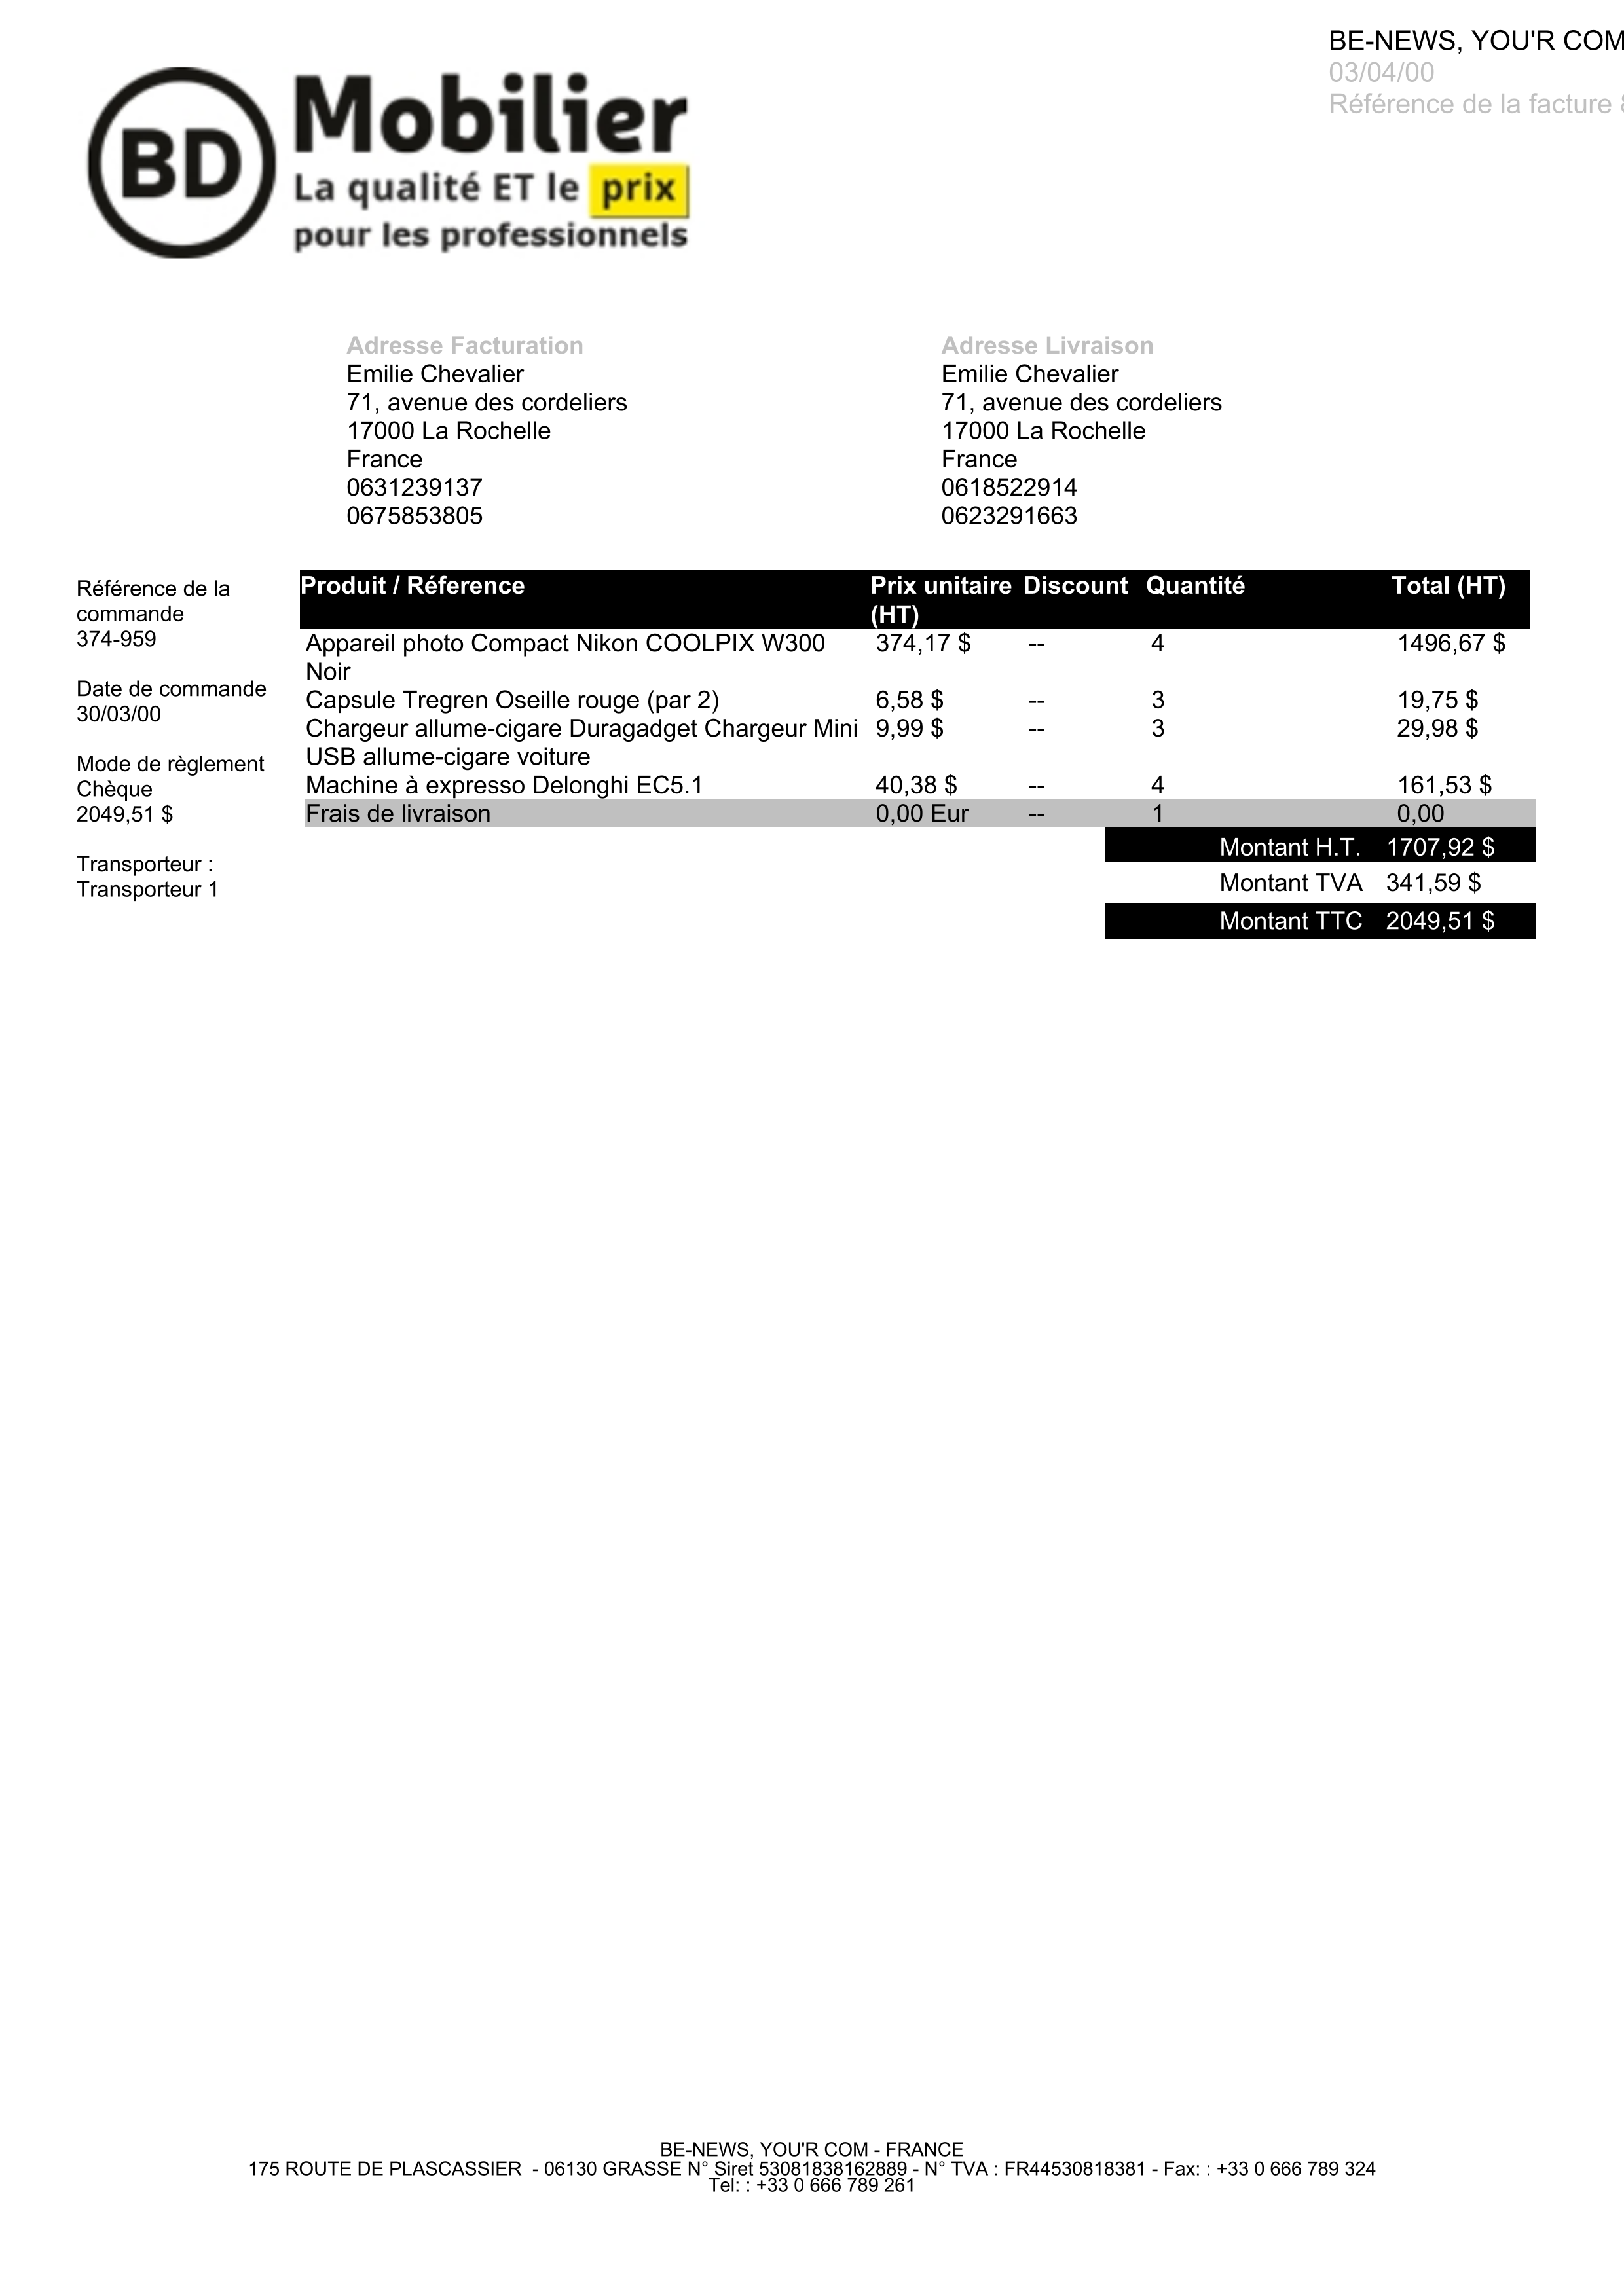 BE-NEWS, YOU'R COM
03/04/00
Référence de la facture
BD
Mobilier
La qualité ET le prix
pour les professionnels
Adresse Facturation
Emilie Chevalier
71, avenue des cordeliers
17000 La Rochelle
France
0631239137
0675853805
Adresse Livraison
Emilie Chevalier
71, avenue des cordeliers
17000 La Rochelle
France
0618522914
0623291663
Référence de la
commande
374-959
Date de commande
30/03/00
Mode de règlement
Chèque
2049,51 $
Transporteur :
Transporteur 1
Produit / Réference Prix unitaire Discount Quantité Total (HT)
(HT)
Appareil photo Compact Nikon COOLPIX W300 374,17 $ -- 4 1496,67 $
Noir
Capsule Tregren Oseille rouge (par 2) 6,58 $ -- 3 19,75 $
Chargeur allume-cigare Duragadget Chargeur Mini 9,99 $ -- 3 29,98 $
USB allume-cigare voiture
Machine à expresso Delonghi EC5.1 40,38 $ -- 4 161,53 $
Frais de livraison 0,00 Eur -- 1 0,00
Montant H.T. 1707,92 $
Montant TVA 341,59 $
Montant TTC 2049,51 $
BE-NEWS, YOU'R COM - FRANCE
175 ROUTE DE PLASCASSIER - 06130 GRASSE N° Siret 53081838162889 - N° TVA : FR44530818381 - Fax: : +33 0 666 789 324
Tel: : +33 0 666 789 261